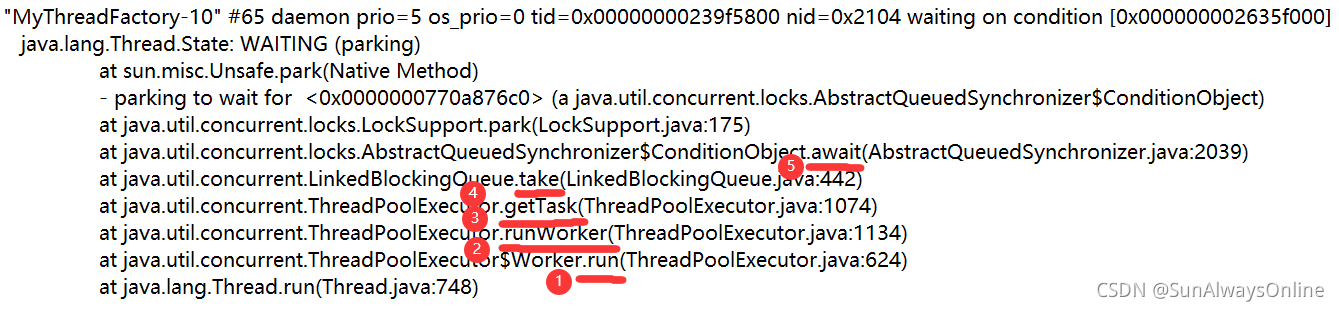 "MyThreadFactory-10" #65 daemon prio=5 os_prio=0 tid=0x00000000239f5800 nid=0x2104 waiting on condition [0x000000002635f000]
java.lang.Thread.State: WAITING (parking)
at sun.misc.Unsafe.park(Native Method)
- parking to wait for <0x0000000770a876c0> (a java.util.concurrent.locks.AbstractQueuedSynchronizer$ConditionObject)
at java.util.concurrent.locks.LockSupport.park(LockSupport.java:175)
at java.util.concurrent.locks.AbstractQueuedSynchronizer$ConditionObject.await(AbstractQueuedSynchronizer.java:2039)
5
at java.util.concurrent.LinkedBlockingQueue.take(LinkedBlockingQueue.java:442)
4
at java.util.concurrent.ThreadPoolExecutor.getTask(ThreadPoolExecutor.java:1074)
3
at java.util.concurrent.ThreadPoolExecutor.runWorker(ThreadPoolExecutor.java:1134)
2
at java.util.concurrent.ThreadPoolExecutor$Worker.run(ThreadPoolExecutor.java:624)
1
at java.lang.Thread.run(Thread.java:748)
CSDN @SunAlwaysOnline